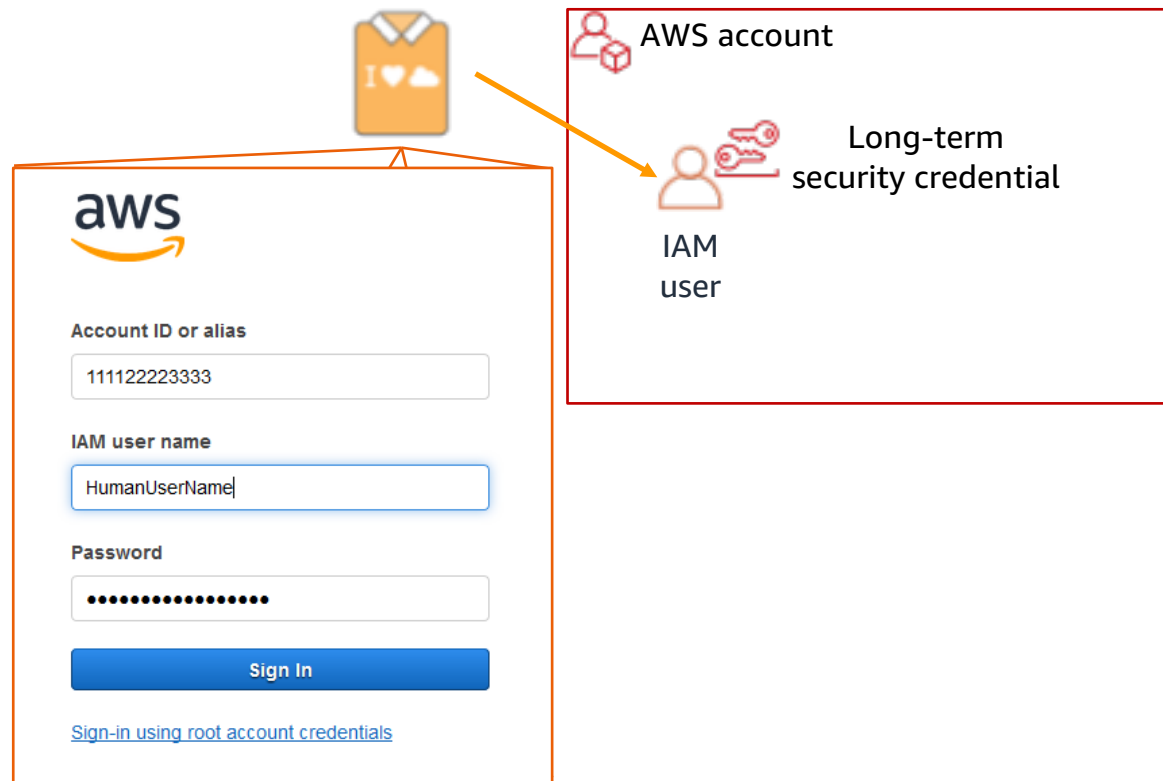 I ♥ ☁
AWS account
Long-term
security credential
IAM
user
aws
Account ID or alias
111122223333
IAM user name
HumanUserName
Password
•••••••••••••••••
Sign In
Sign-in using root account credentials